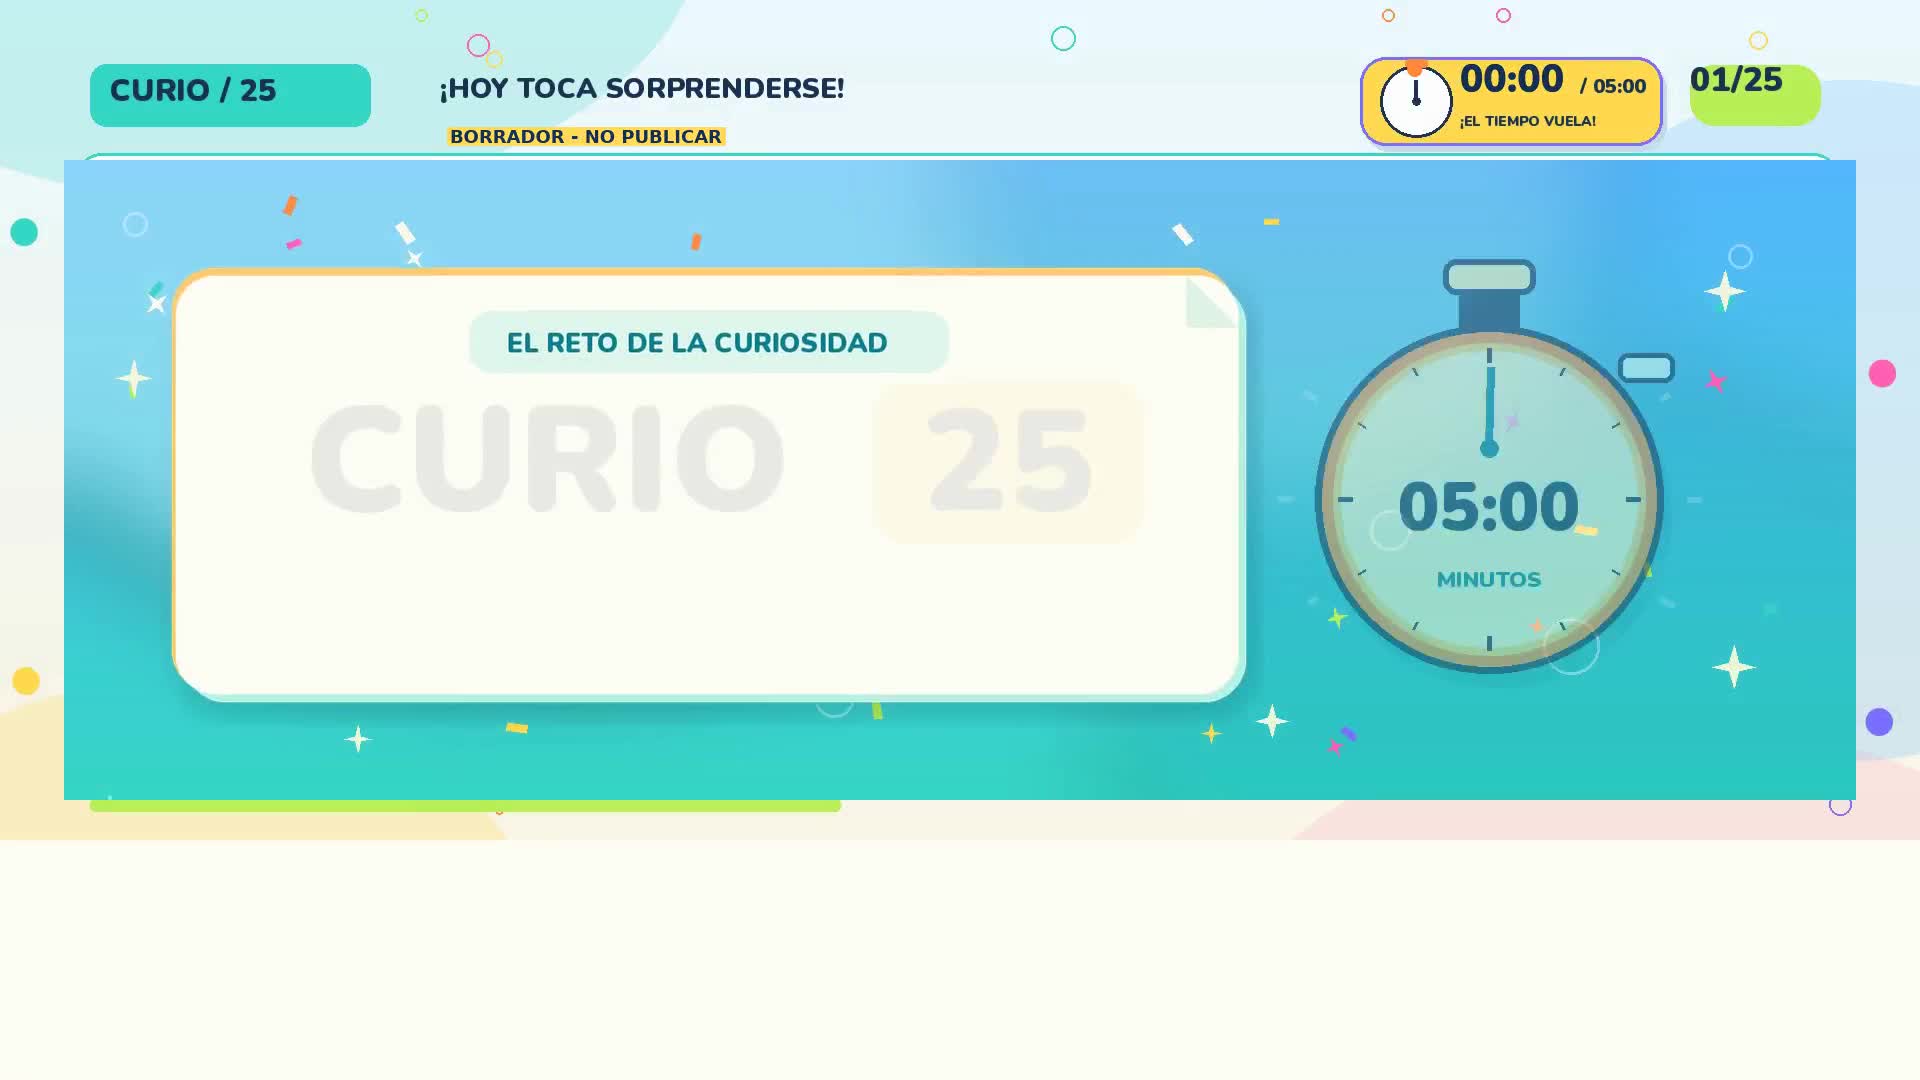 CURIO / 25
¡HOY TOCA SORPRENDERSE!
BORRADOR - NO PUBLICAR
00:00 / 05:00
¡EL TIEMPO VUELA!
01/25
EL RETO DE LA CURIOSIDAD
CURIO 25
05:00
MINUTOS